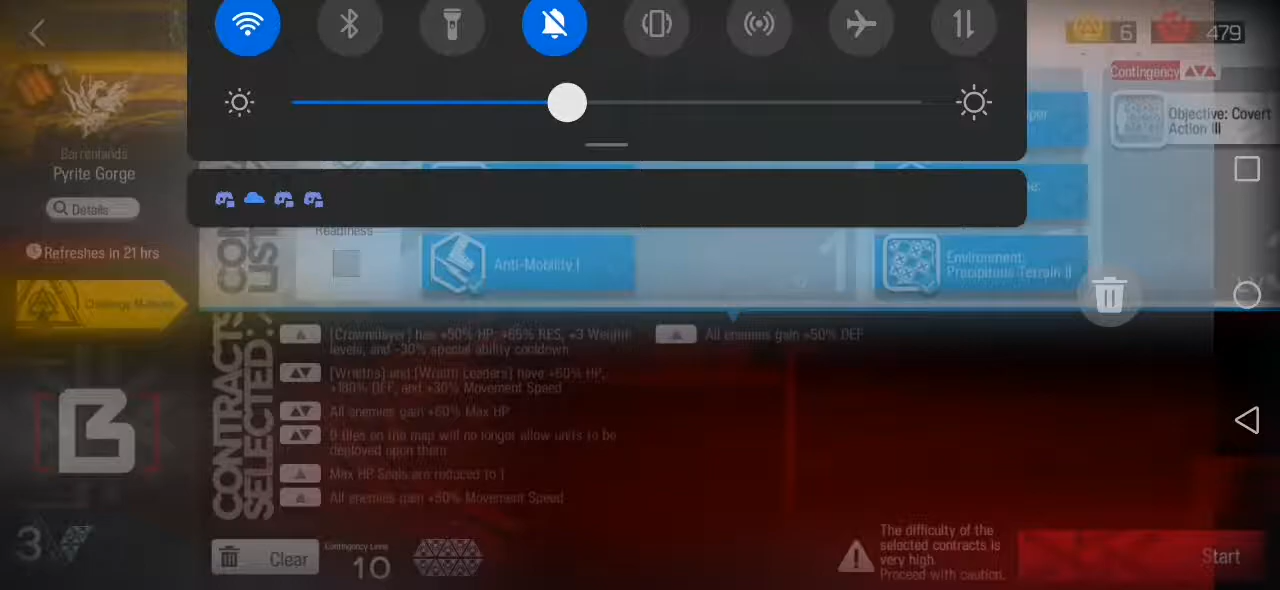 6
479
Contingency
Objective: Covert
Action III
Barrenlands
Pyrite Gorge
Details
Refreshes in 21 hrs
Challenge
Readiness
Anti-Mobility I
1
Environment:
Precipitous Terrain II
CONTRACTS
SELECTED:
[Crownslayer] has +50% HP, +65% RES, +3 Weight
levels, and -30% special ability cooldown
[Wraiths] and [Wraith Leaders] have +60% HP,
+180% DEF, and +30% Movement Speed
All enemies gain +60% Max HP
tiles on the map will no longer allow units to be
deployed upon them
Max HP Seals are reduced to 1
All enemies gain +50% Movement Speed
All enemies gain +50% DEF
3
Clear
Contingency Level
10
The difficulty of the
selected contracts is
very high.
Proceed with caution.
Start